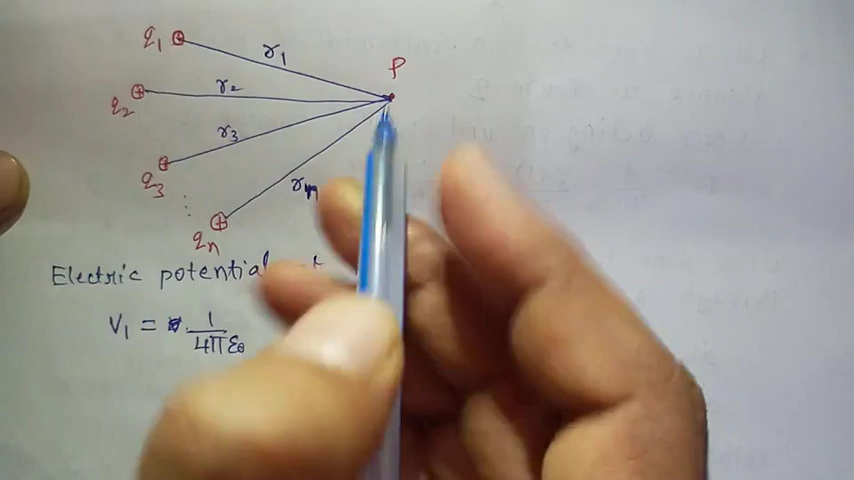 q1 r1 P
q2 r2
r3
q3 rn
qn
Electric potential
V1 = 1/4πε0